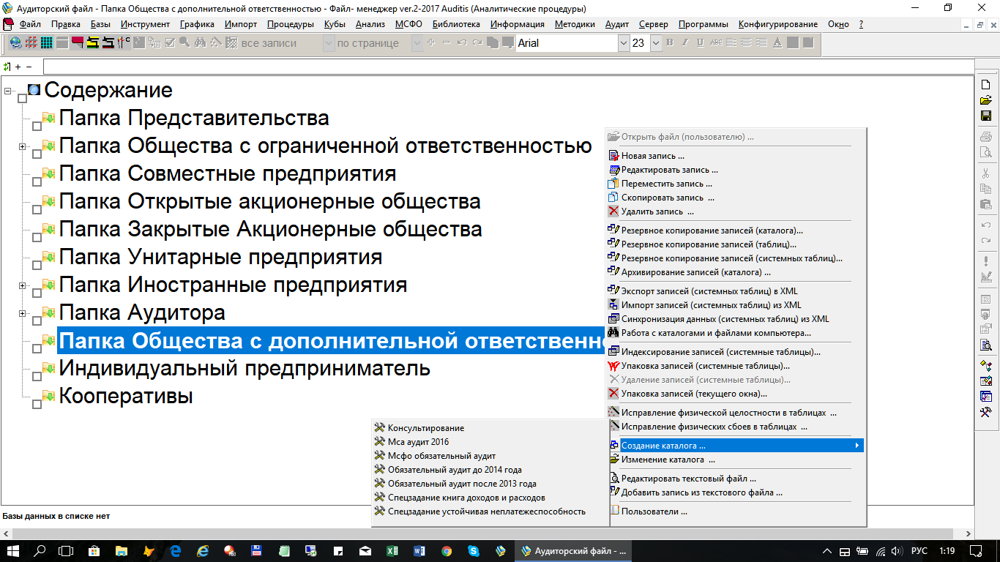 Аудиторский файл - Папка Общества с дополнительной ответственностью - Файл- менеджер ver.2-2017 Auditis (Аналитические процедуры)
Файл Правка Базы Инструмент Графика Импорт Процедуры Кубы Анализ МСФО Библиотека Информация Методики Аудит Сервер Программы Конфигурирование Окно ?
все записи по странице Arial 23 B I U ABC A
+ −
Содержание
Папка Представительства
Папка Общества с ограниченной ответственностью
Папка Совместные предприятия
Папка Открытые акционерные общества
Папка Закрытые Акционерные общества
Папка Унитарные предприятия
Папка Иностранные предприятия
Папка Аудитора
Папка Общества с дополнительной ответственно
Индивидуальный предприниматель
Кооперативы
Открыть файл (пользователю) ...
Новая запись ...
Редактировать запись ...
Переместить запись ...
Скопировать запись ...
Удалить запись ...
Резервное копирование записей (каталога)...
Резервное копирование записей (таблиц)...
Резервное копирование записей (системных таблиц)...
Архивирование записей (каталога) ...
Экспорт записей (системных таблиц) в XML
Импорт записей (системных таблиц) из XML
Синхронизация данных (системных таблиц) из XML
Работа с каталогами и файлами компьютера...
Индексирование записей (системные таблицы)...
Упаковка записей (системные таблицы)...
Удаление записей (системные таблицы)...
Упаковка записей (текущего окна)...
Исправление физической целостности в таблицах ...
Исправление физических сбоев в таблицах ...
Создание каталога ...
Изменение каталога ...
Редактировать текстовый файл ...
Добавить запись из текстового файла ...
Пользователи ...
Консультирование
Мса аудит 2016
Мсфо обязательный аудит
Обязательный аудит до 2014 года
Обязательный аудит после 2013 года
Спецзадание книга доходов и расходов
Спецзадание устойчивая неплатежеспособность
Базы данных в списке нет
Аудиторский файл - ... РУС 1:19